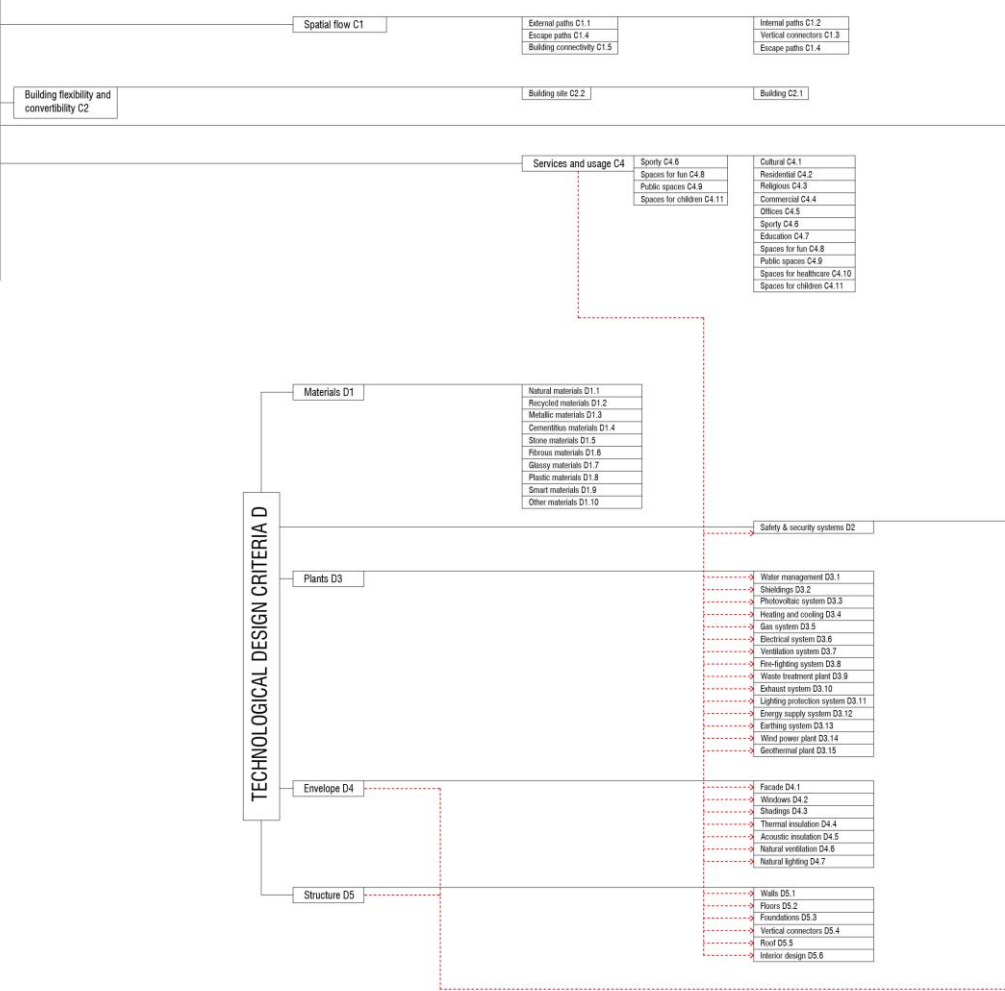 Spatial flow C1
External paths C1.1
Escape paths C1.4
Building connectivity C1.5
Internal paths C1.2
Vertical connectors C1.3
Escape paths C1.4
Building flexibility and
convertibility C2
Building site C2.2
Building C2.1
Services and usage C4
Sporty C4.6
Spaces for fun C4.8
Public spaces C4.9
Spaces for children C4.11
Cultural C4.1
Residential C4.2
Religious C4.3
Commercial C4.4
Offices C4.5
Sporty C4.6
Education C4.7
Spaces for fun C4.8
Public spaces C4.9
Spaces for healthcare C4.10
Spaces for children C4.11
TECHNOLOGICAL DESIGN CRITERIA D
Materials D1
Natural materials D1.1
Recycled materials D1.2
Metallic materials D1.3
Cementitius materials D1.4
Stone materials D1.5
Fibrous materials D1.6
Glassy materials D1.7
Plastic materials D1.8
Smart materials D1.9
Other materials D1.10
Safety & security systems D2
Plants D3
Water management D3.1
Shieldings D3.2
Photovoltaic system D3.3
Heating and cooling D3.4
Gas system D3.5
Electrical system D3.6
Ventilation system D3.7
Fire-fighting system D3.8
Waste treatment plant D3.9
Exhaust system D3.10
Lighting protection system D3.11
Energy supply system D3.12
Earthing system D3.13
Wind power plant D3.14
Geothermal plant D3.15
Envelope D4
Facade D4.1
Windows D4.2
Shadings D4.3
Thermal insulation D4.4
Acoustic insulation D4.5
Natural ventilation D4.6
Natural lighting D4.7
Structure D5
Walls D5.1
Floors D5.2
Foundations D5.3
Vertical connectors D5.4
Roof D5.5
Interior design D5.6